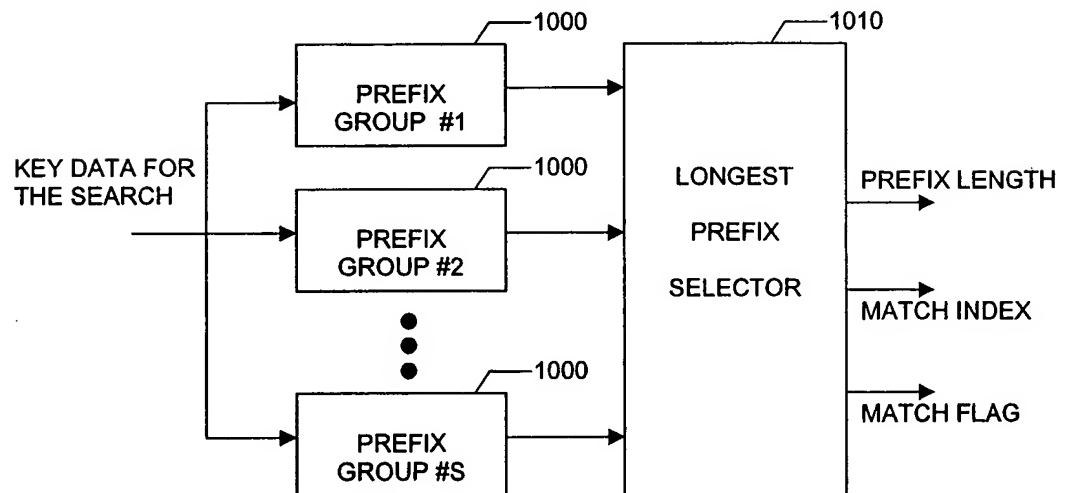 1000
1010
PREFIX
GROUP #1
KEY DATA FOR
THE SEARCH
1000
PREFIX
GROUP #2
LONGEST
PREFIX
SELECTOR
PREFIX LENGTH
MATCH INDEX
MATCH FLAG
1000
PREFIX
GROUP #S